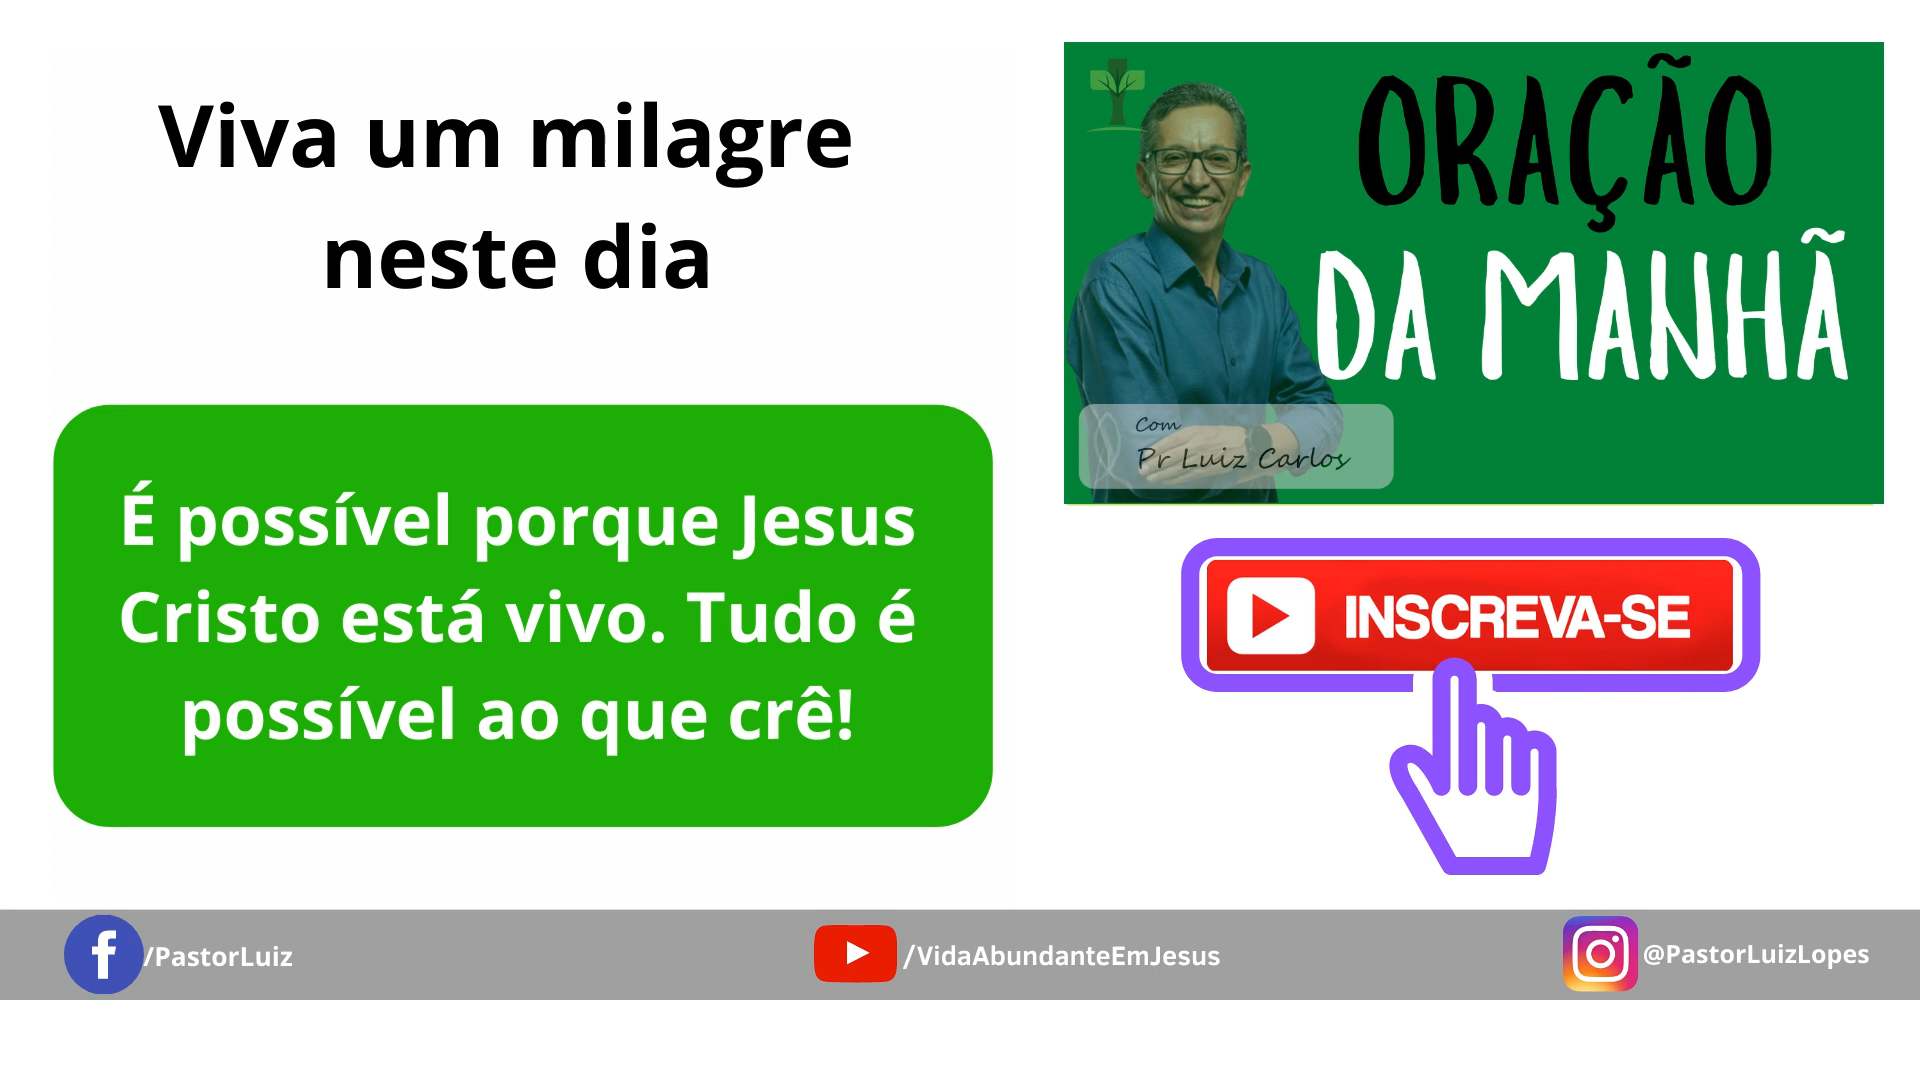 Viva um milagre
neste dia
É possível porque Jesus
Cristo está vivo. Tudo é
possível ao que crê!
ORAÇÃO
DA MANHÃ
Com
Pr Luiz Carlos
INSCREVA-SE
/PastorLuiz
/VidaAbundanteEmJesus
@PastorLuizLopes